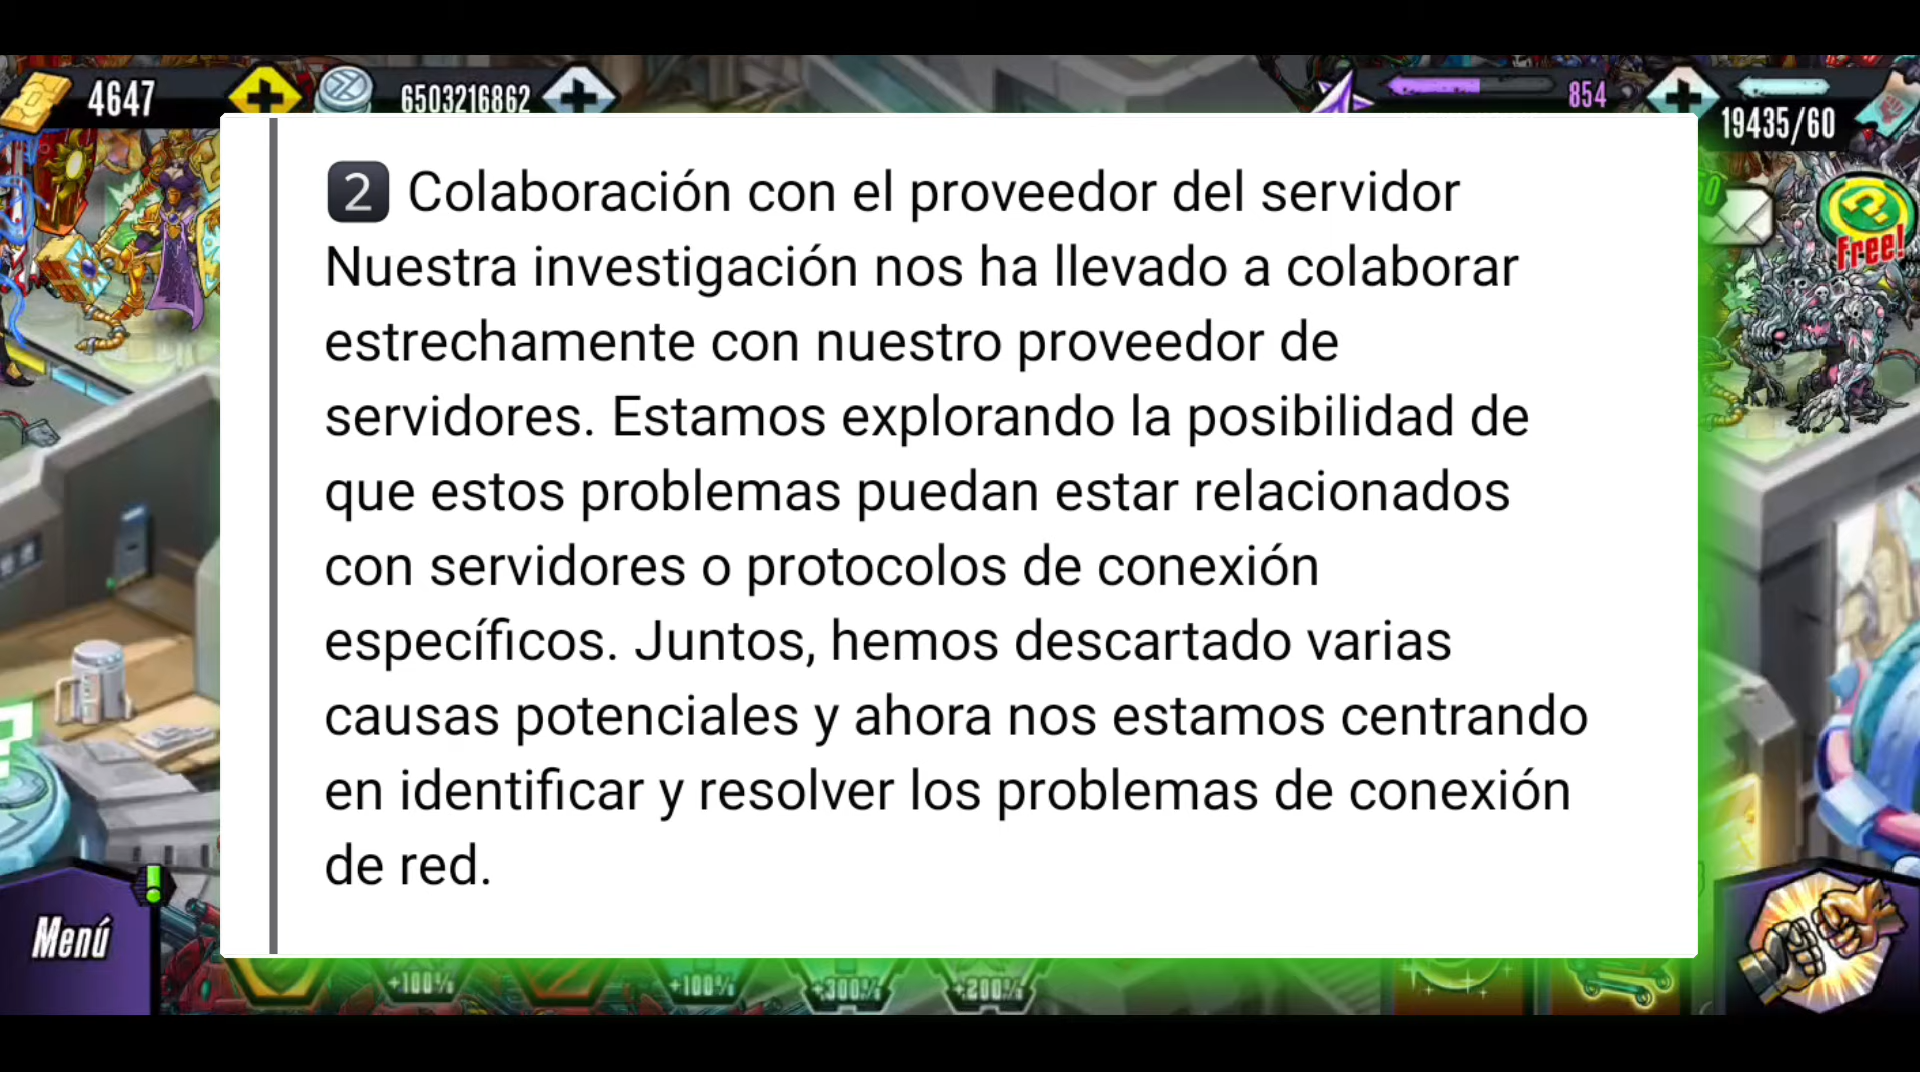 4647
6503216862
854
19435/60
Free!
2 Colaboración con el proveedor del servidor
Nuestra investigación nos ha llevado a colaborar
estrechamente con nuestro proveedor de
servidores. Estamos explorando la posibilidad de
que estos problemas puedan estar relacionados
con servidores o protocolos de conexión
específicos. Juntos, hemos descartado varias
causas potenciales y ahora nos estamos centrando
en identificar y resolver los problemas de conexión
de red.
Menú
+100% +100% +300% +200%